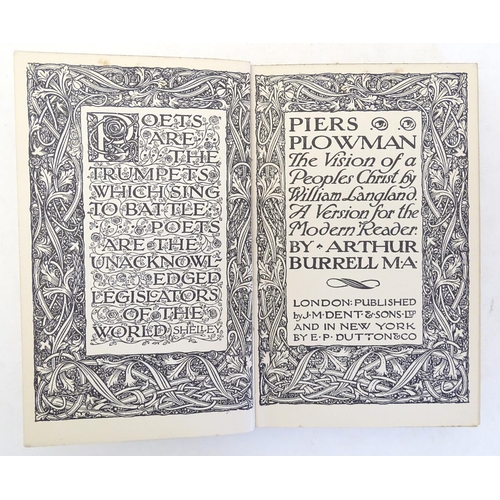 POETS
ARE
THE
TRUMPETS
WHICH SING
TO BATTLE
POETS
ARE THE
UNACKNOWL
EDGED
LEGISLATORS
OF THE
WORLD SHELLEY
PIERS
PLOWMAN
The Vision of a
Peoples Christ by
William Langland.
A Version for the
Modern Reader:
BY ARTHUR
BURRELL M·A·
LONDON: PUBLISHED
by J·M·DENT & SONS LTD
AND IN NEW YORK
BY E·P·DUTTON & CO